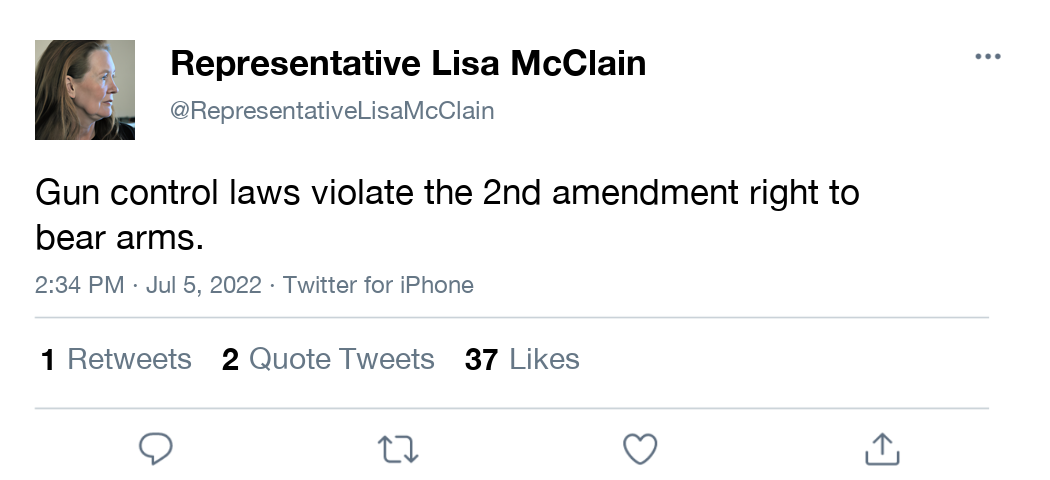 Representative Lisa McClain
@RepresentativeLisaMcClain
Gun control laws violate the 2nd amendment right to
bear arms.
2:34 PM · Jul 5, 2022 · Twitter for iPhone
1 Retweets 2 Quote Tweets 37 Likes